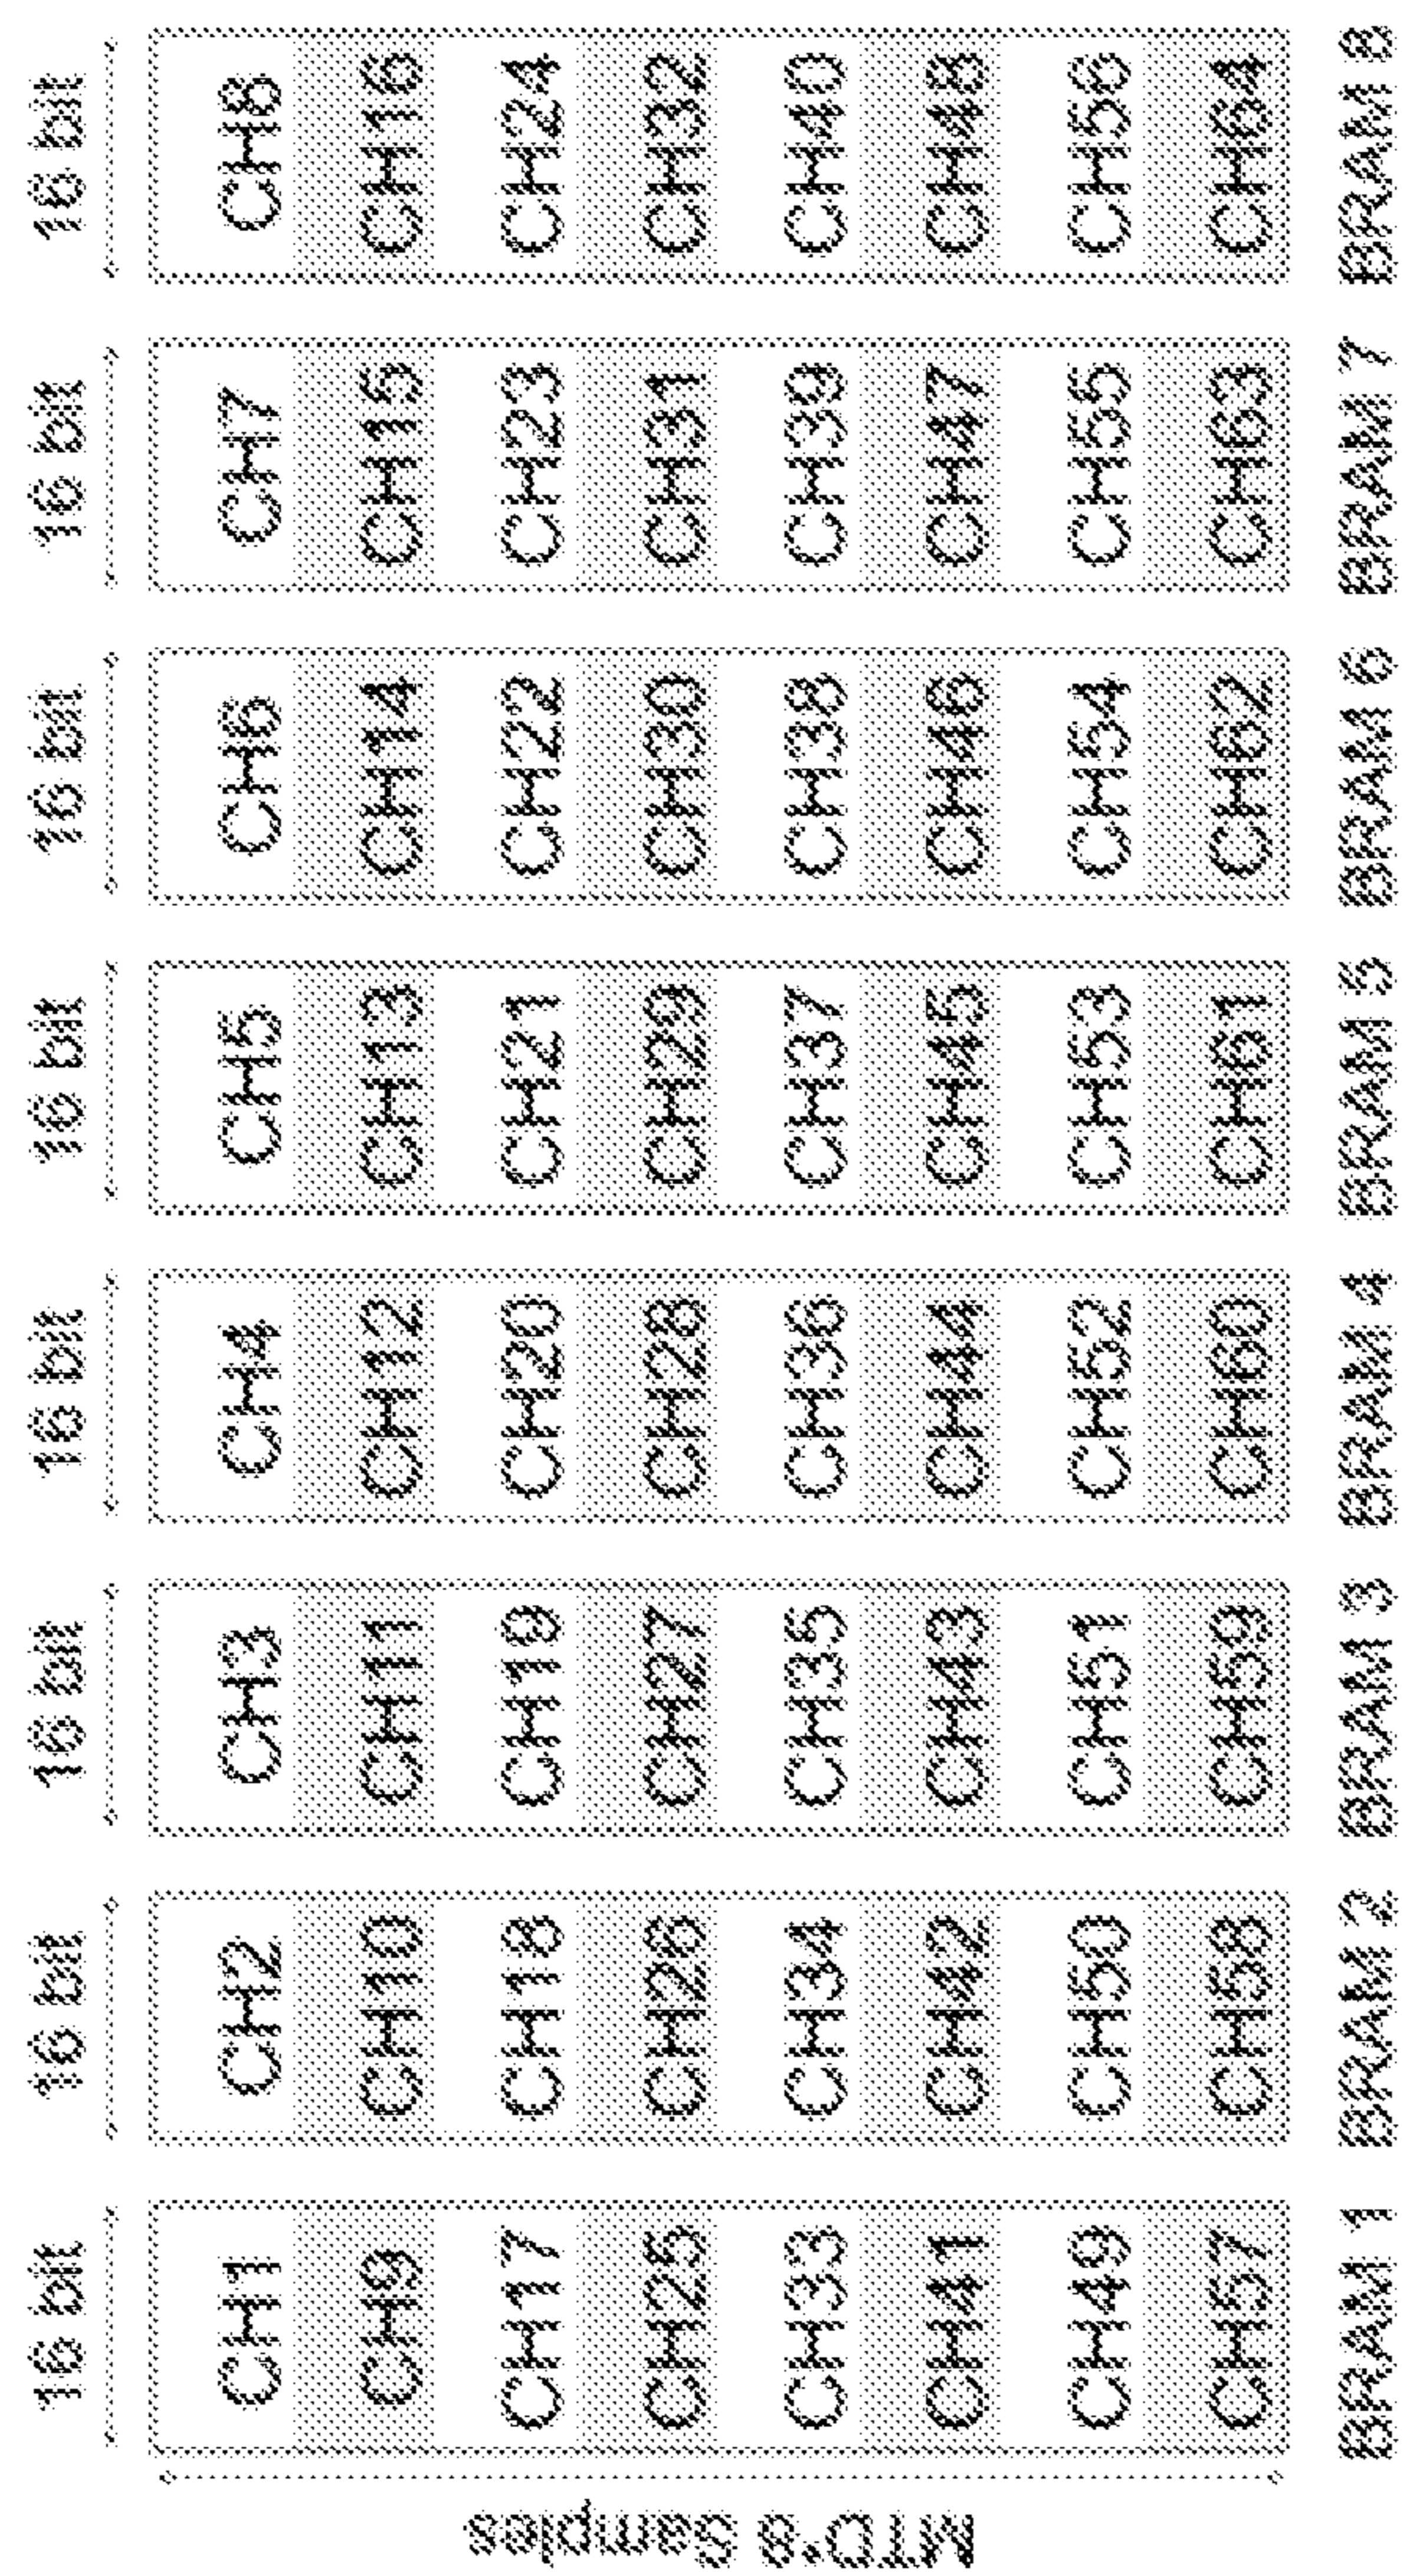 16 bit 16 bit 16 bit 16 bit 16 bit 16 bit 16 bit 16 bit
MTD*8 Samples
CH1 CH2 CH3 CH4 CH5 CH6 CH7 CH8
CH9 CH10 CH11 CH12 CH13 CH14 CH15 CH16
CH17 CH18 CH19 CH20 CH21 CH22 CH23 CH24
CH25 CH26 CH27 CH28 CH29 CH30 CH31 CH32
CH33 CH34 CH35 CH36 CH37 CH38 CH39 CH40
CH41 CH42 CH43 CH44 CH45 CH46 CH47 CH48
CH49 CH50 CH51 CH52 CH53 CH54 CH55 CH56
CH57 CH58 CH59 CH60 CH61 CH62 CH63 CH64
BRAM 1 BRAM 2 BRAM 3 BRAM 4 BRAM 5 BRAM 6 BRAM 7 BRAM 8